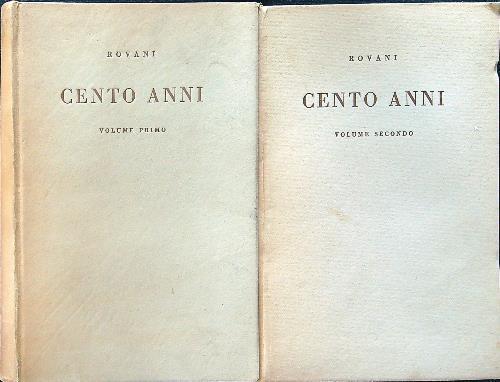 ROVANI
CENTO ANNI
VOLUME PRIMO
ROVANI
CENTO ANNI
VOLUME SECONDO